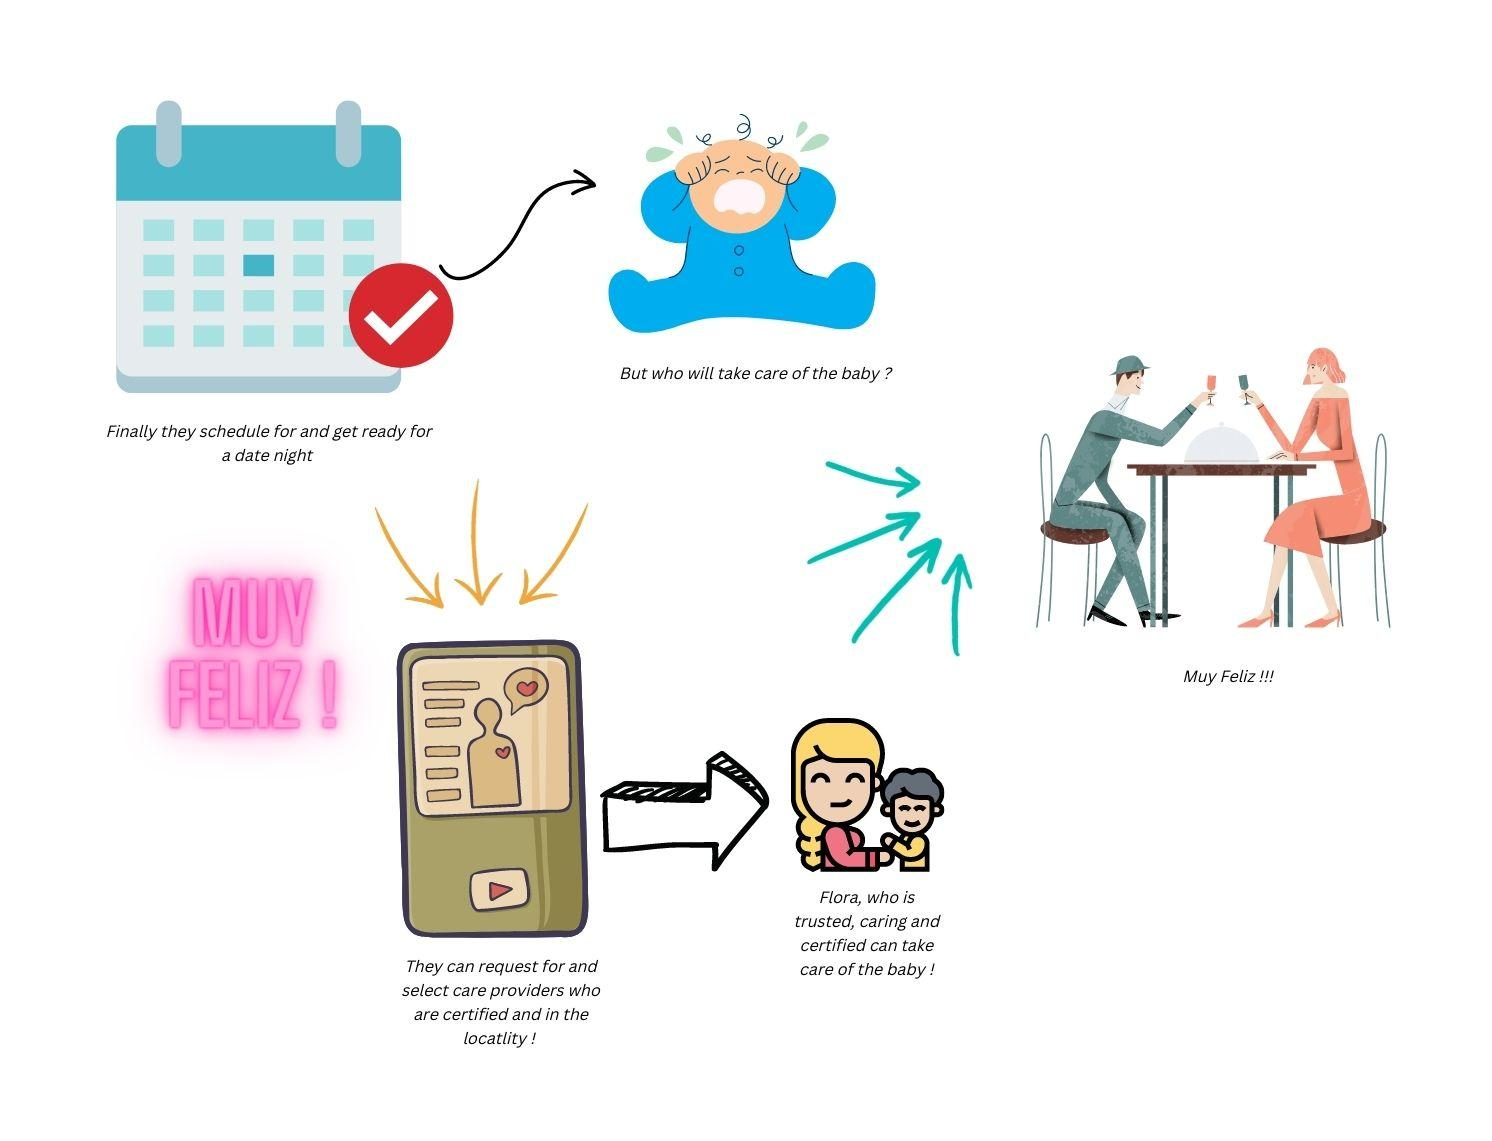 Finally they schedule for and get ready for
a date night
But who will take care of the baby ?
MUY
FELIZ !
Muy Feliz !!!
They can request for and
select care providers who
are certified and in the
locatlity !
Flora, who is
trusted, caring and
certified can take
care of the baby !